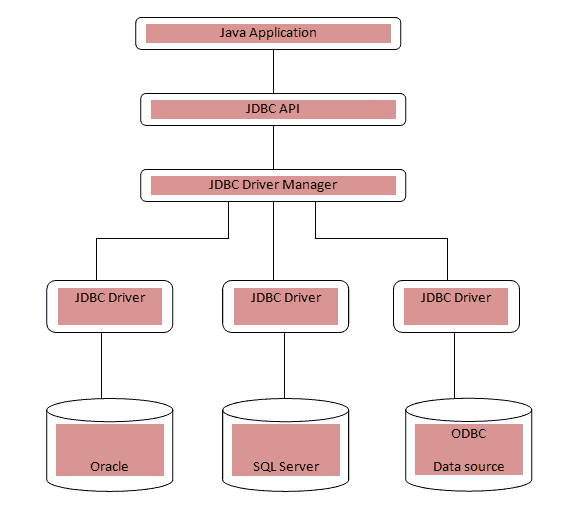 Java Application
JDBC API
JDBC Driver Manager
JDBC Driver
JDBC Driver
JDBC Driver
Oracle
SQL Server
ODBC
Data source